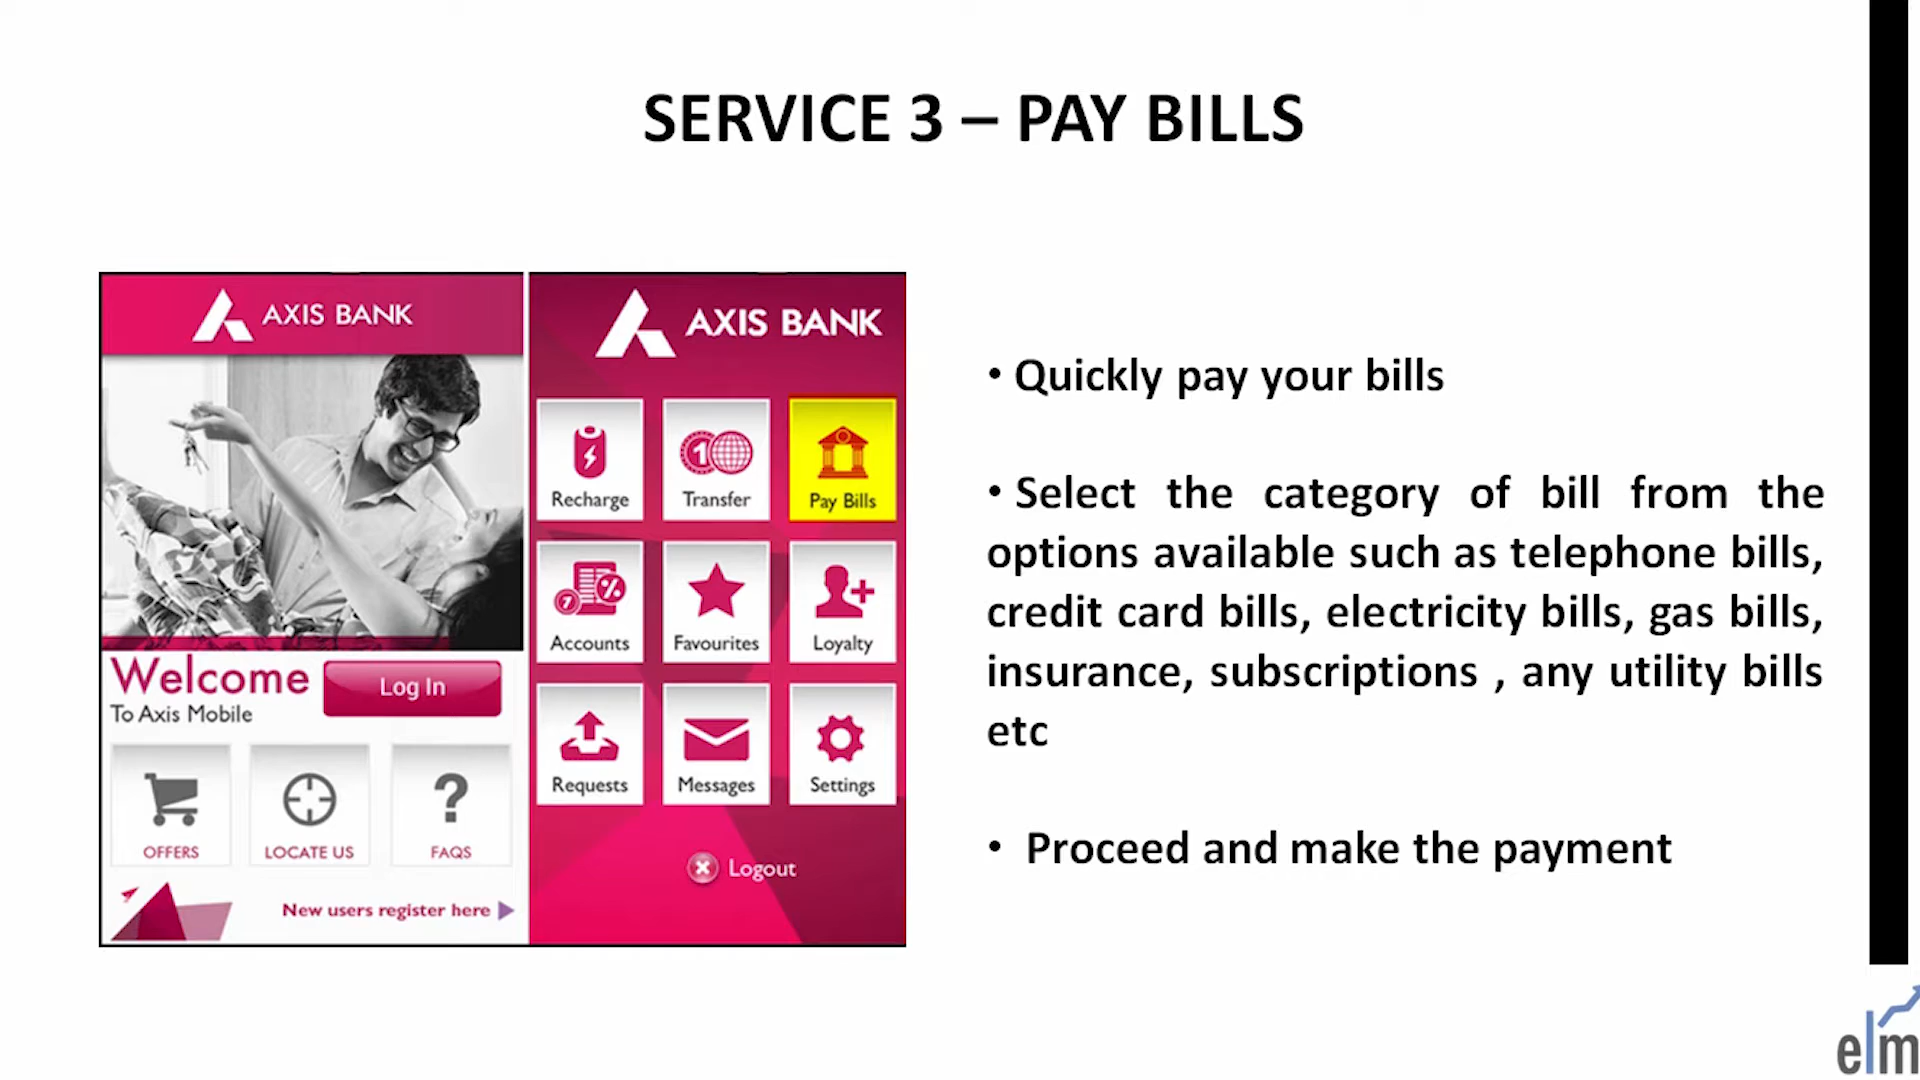 SERVICE 3 – PAY BILLS
AXIS BANK
Welcome
To Axis Mobile
Log In
OFFERS
LOCATE US
FAQS
New users register here
AXIS BANK
Recharge
Transfer
Pay Bills
Accounts
Favourites
Loyalty
Requests
Messages
Settings
Logout
• Quickly pay your bills
• Select the category of bill from the
options available such as telephone bills,
credit card bills, electricity bills, gas bills,
insurance, subscriptions , any utility bills
etc
• Proceed and make the payment
elm